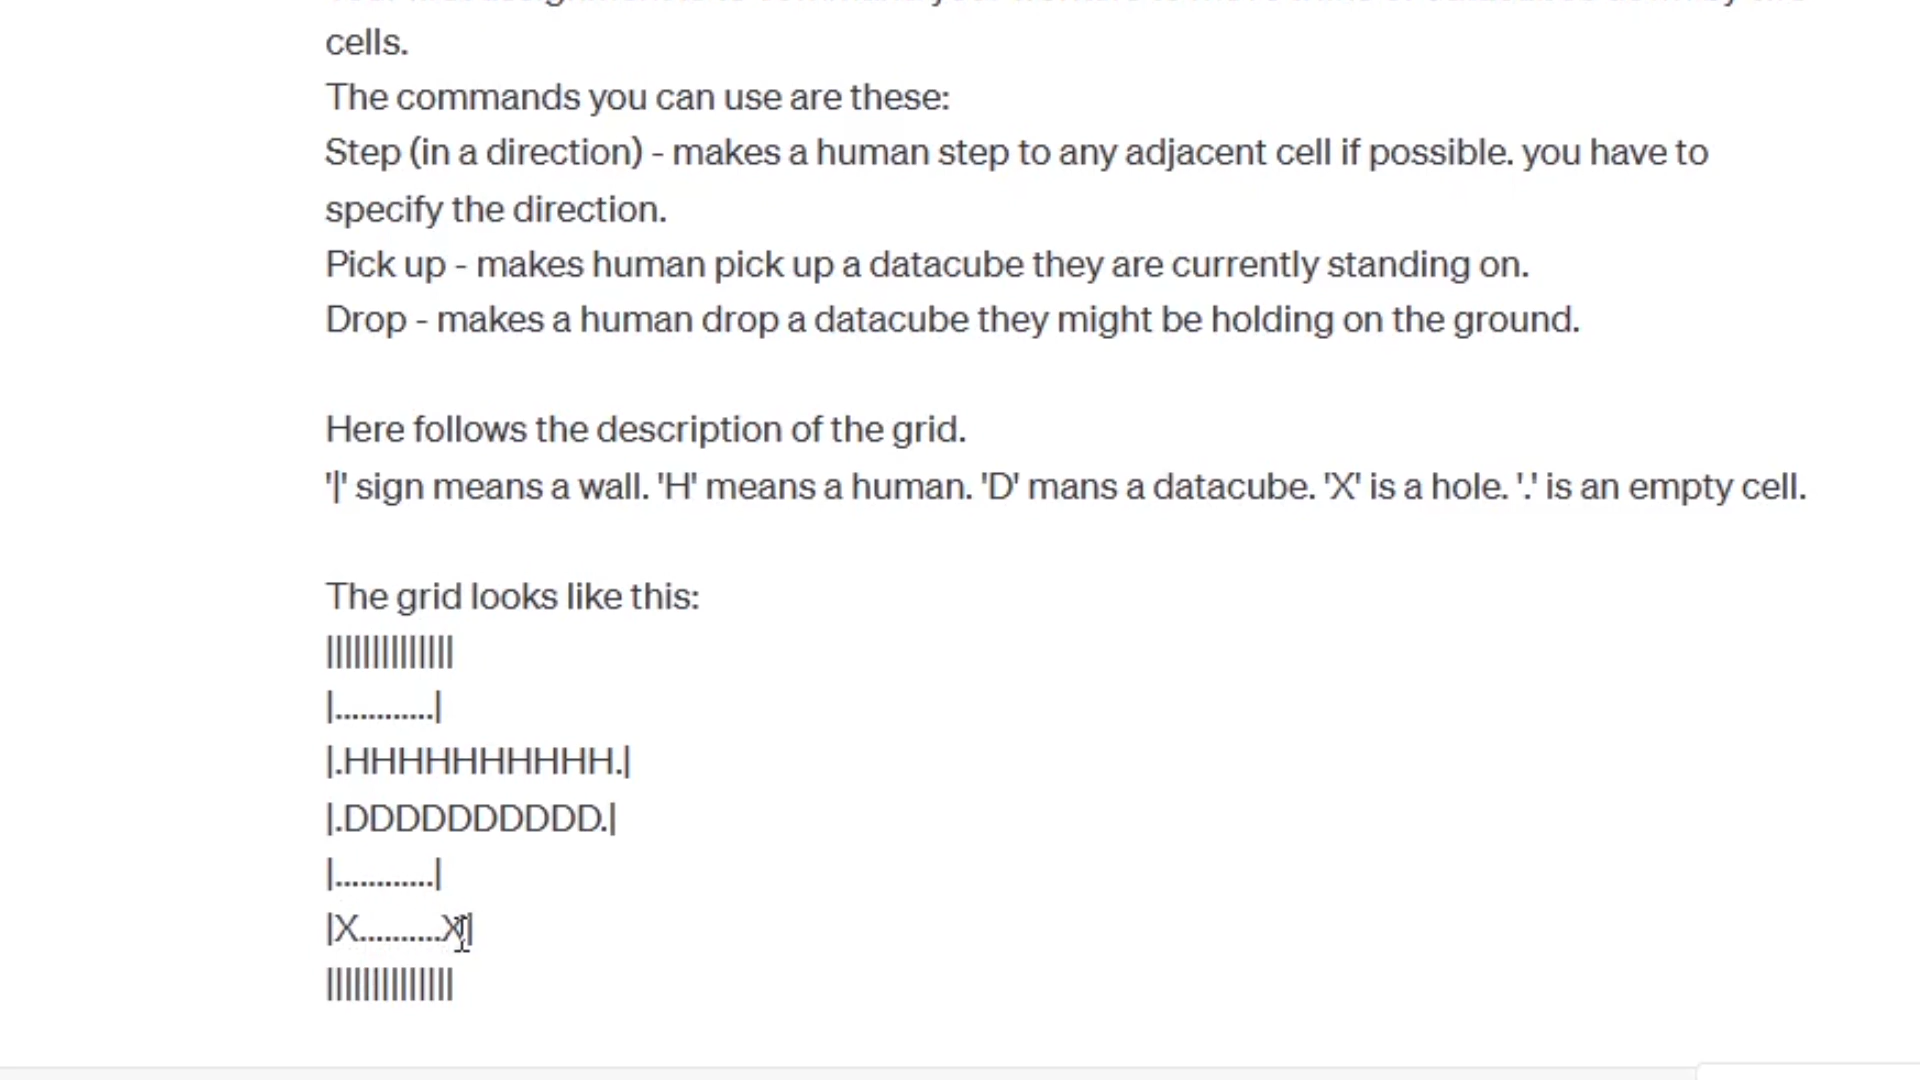 cells.
The commands you can use are these:
Step (in a direction) - makes a human step to any adjacent cell if possible. you have to
specify the direction.
Pick up - makes human pick up a datacube they are currently standing on.
Drop - makes a human drop a datacube they might be holding on the ground.
Here follows the description of the grid.
'|' sign means a wall. 'H' means a human. 'D' mans a datacube. 'X' is a hole. '.' is an empty cell.
The grid looks like this:
||||||||||||||
|............|
|.HHHHHHHHHH.|
|.DDDDDDDDDD.|
|............|
|X..........X|
||||||||||||||